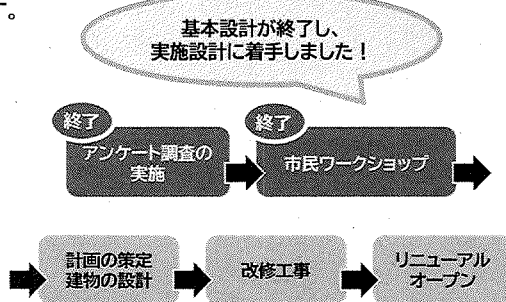 す。
基本設計が終了し、
実施設計に着手しました！
終了
アンケート調査の
実施
終了
市民ワークショップ
計画の策定
建物の設計
改修工事
リニューアル
オープン